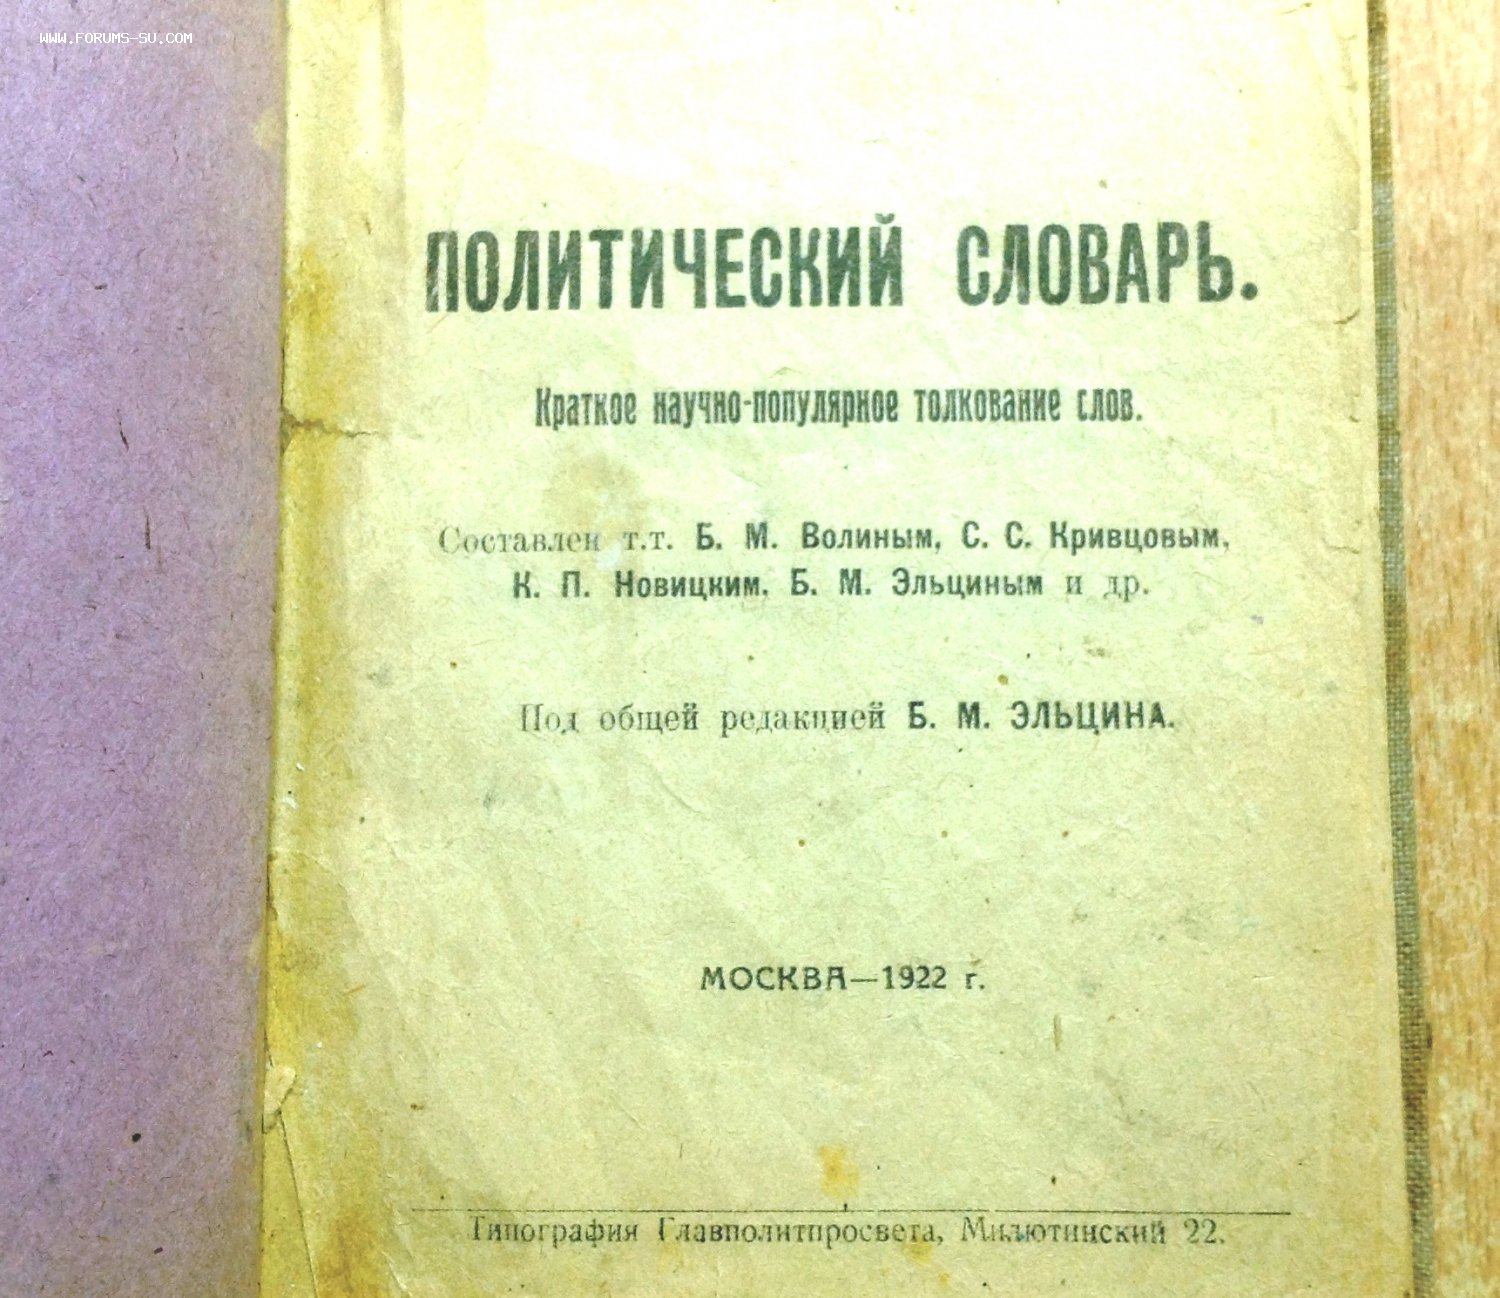 WWW.FORUMS-SU.COM
ПОЛИТИЧЕСКИЙ СЛОВАРЬ.
Краткое научно-популярное толкование слов.
Составлен т.т. Б. М. Волиным, С. С. Кривцовым,
К. П. Новицким, Б. М. Эльциным и др.
Под общей редакцией Б. М. ЭЛЬЦИНА.
МОСКВА—1922 г.
Типография Главполитпросвета, Милютинский 22.